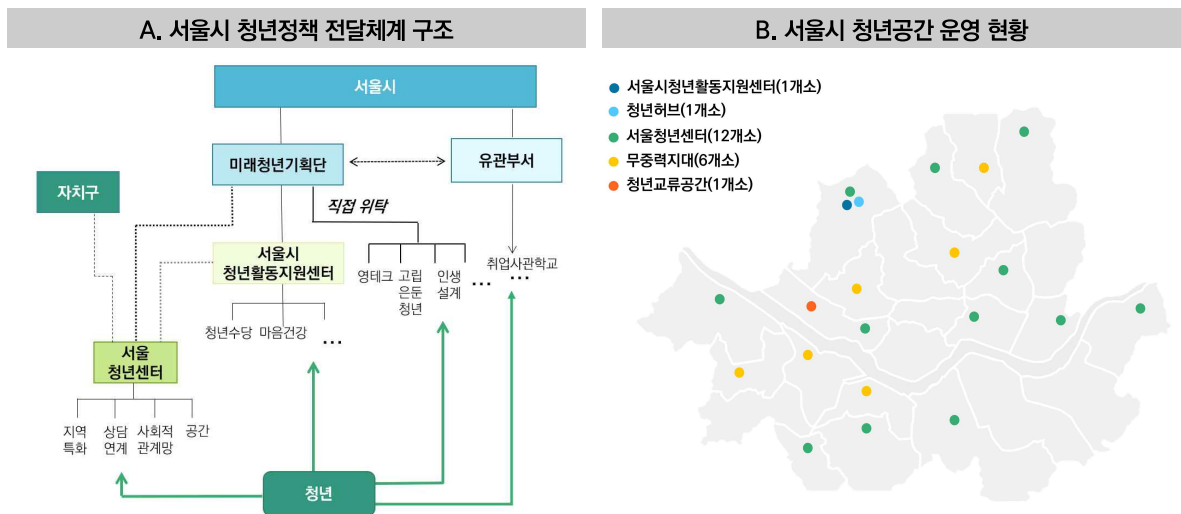 A. 서울시 청년정책 전달체계 구조
서울시
미래청년기획단
유관부서
자치구
직접 위탁
서울시
청년활동지원센터
영테크
고립
은둔
청년
인생
설계
...
취업사관학교
...
청년수당
마음건강
...
서울
청년센터
지역
특화
상담
연계
사회적
관계망
공간
청년
B. 서울시 청년공간 운영 현황
서울시청년활동지원센터(1개소)
청년허브(1개소)
서울청년센터(12개소)
무중력지대(6개소)
청년교류공간(1개소)